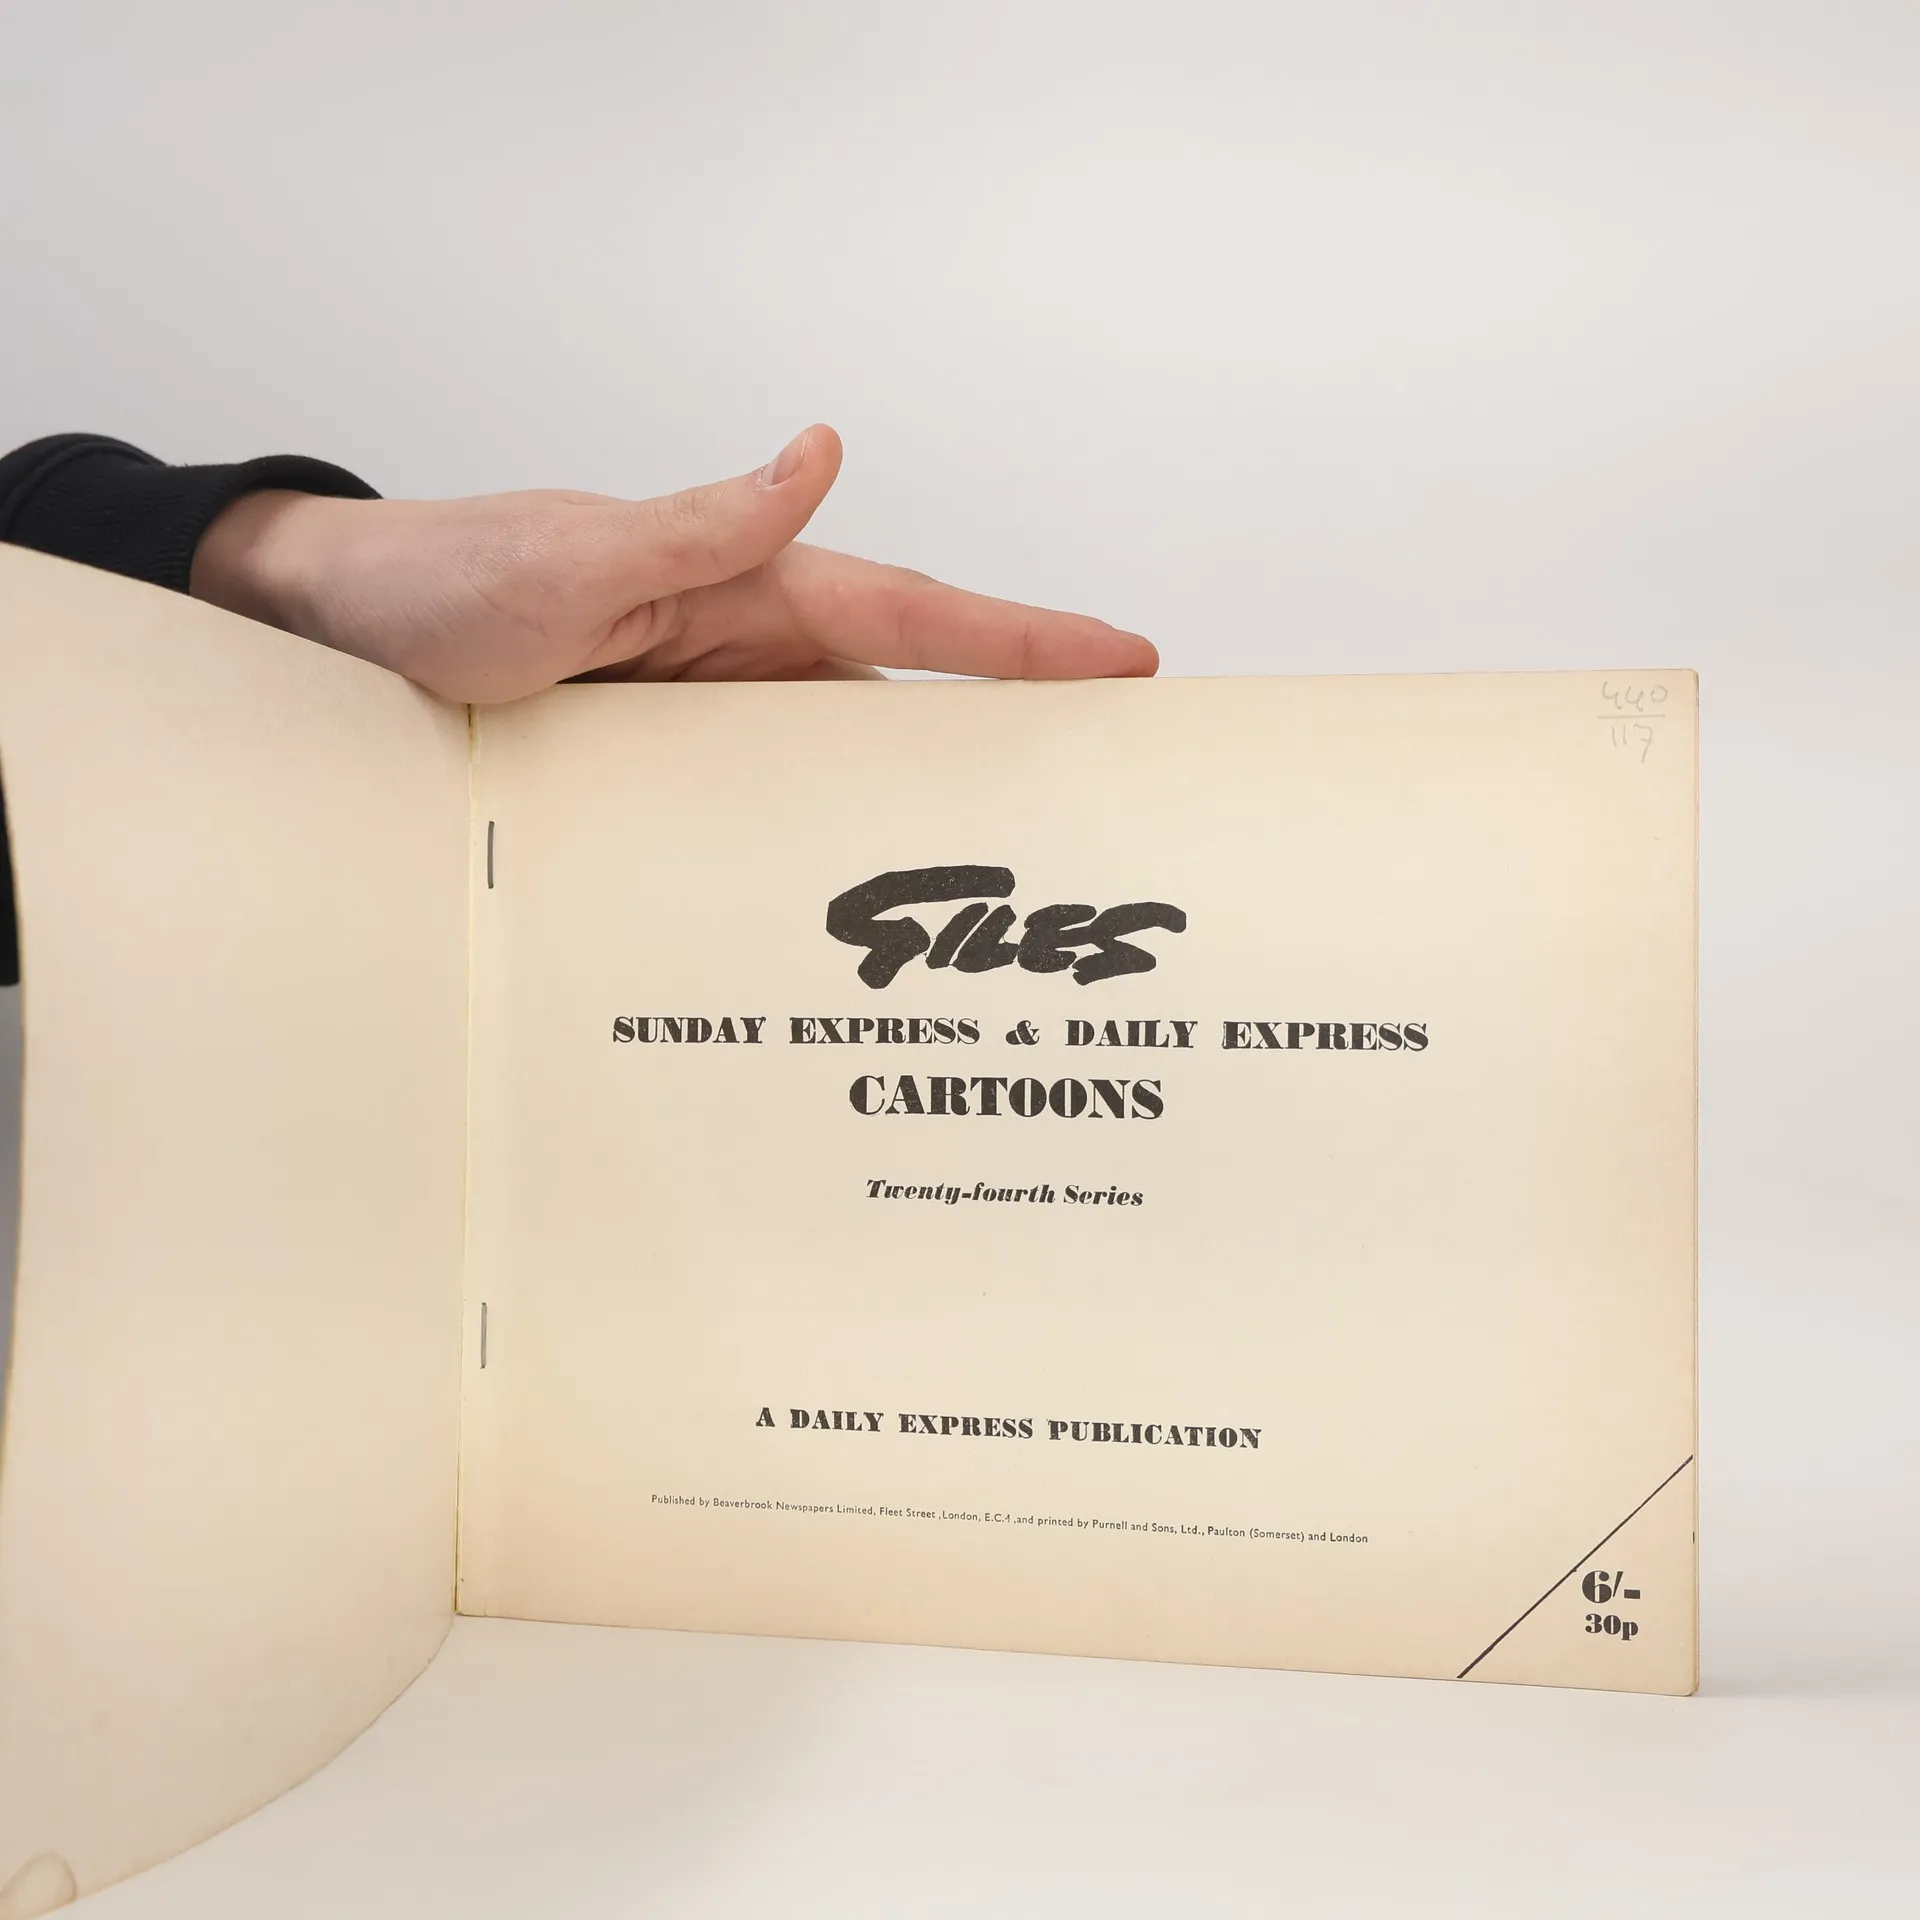 440
117
GILES
SUNDAY EXPRESS & DAILY EXPRESS
CARTOONS
Twenty-fourth Series
A DAILY EXPRESS PUBLICATION
Published by Beaverbrook Newspapers Limited, Fleet Street ,London, E.C.4 ,and printed by Purnell and Sons, Ltd., Paulton (Somerset) and London
6/-
30p